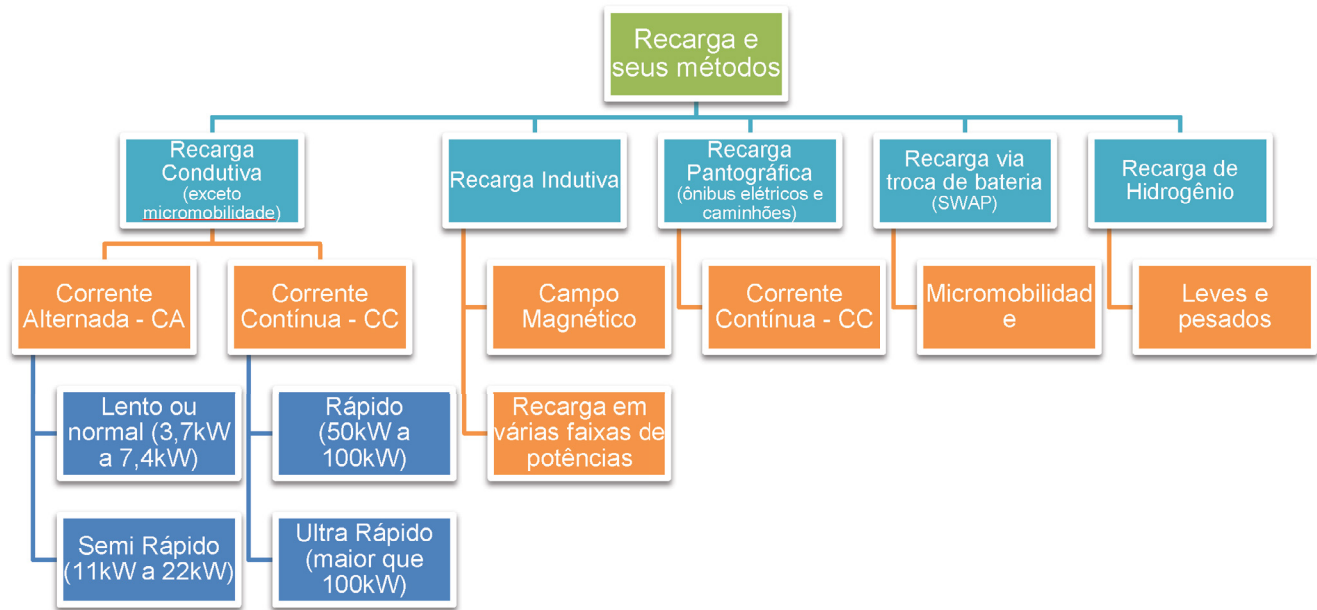 Recarga e
seus métodos
Recarga
Condutiva
(exceto
micromobilidade)
Recarga Indutiva
Recarga
Pantográfica
(ônibus elétricos e
caminhões)
Recarga via
troca de bateria
(SWAP)
Recarga de
Hidrogênio
Corrente
Alternada - CA
Corrente
Contínua - CC
Campo
Magnético
Corrente
Contínua - CC
Micromobilidad
e
Leves e
pesados
Lento ou
normal (3,7kW
a 7,4kW)
Rápido
(50kW a
100kW)
Recarga em
várias faixas de
potências
Semi Rápido
(11kW a 22kW)
Ultra Rápido
(maior que
100kW)